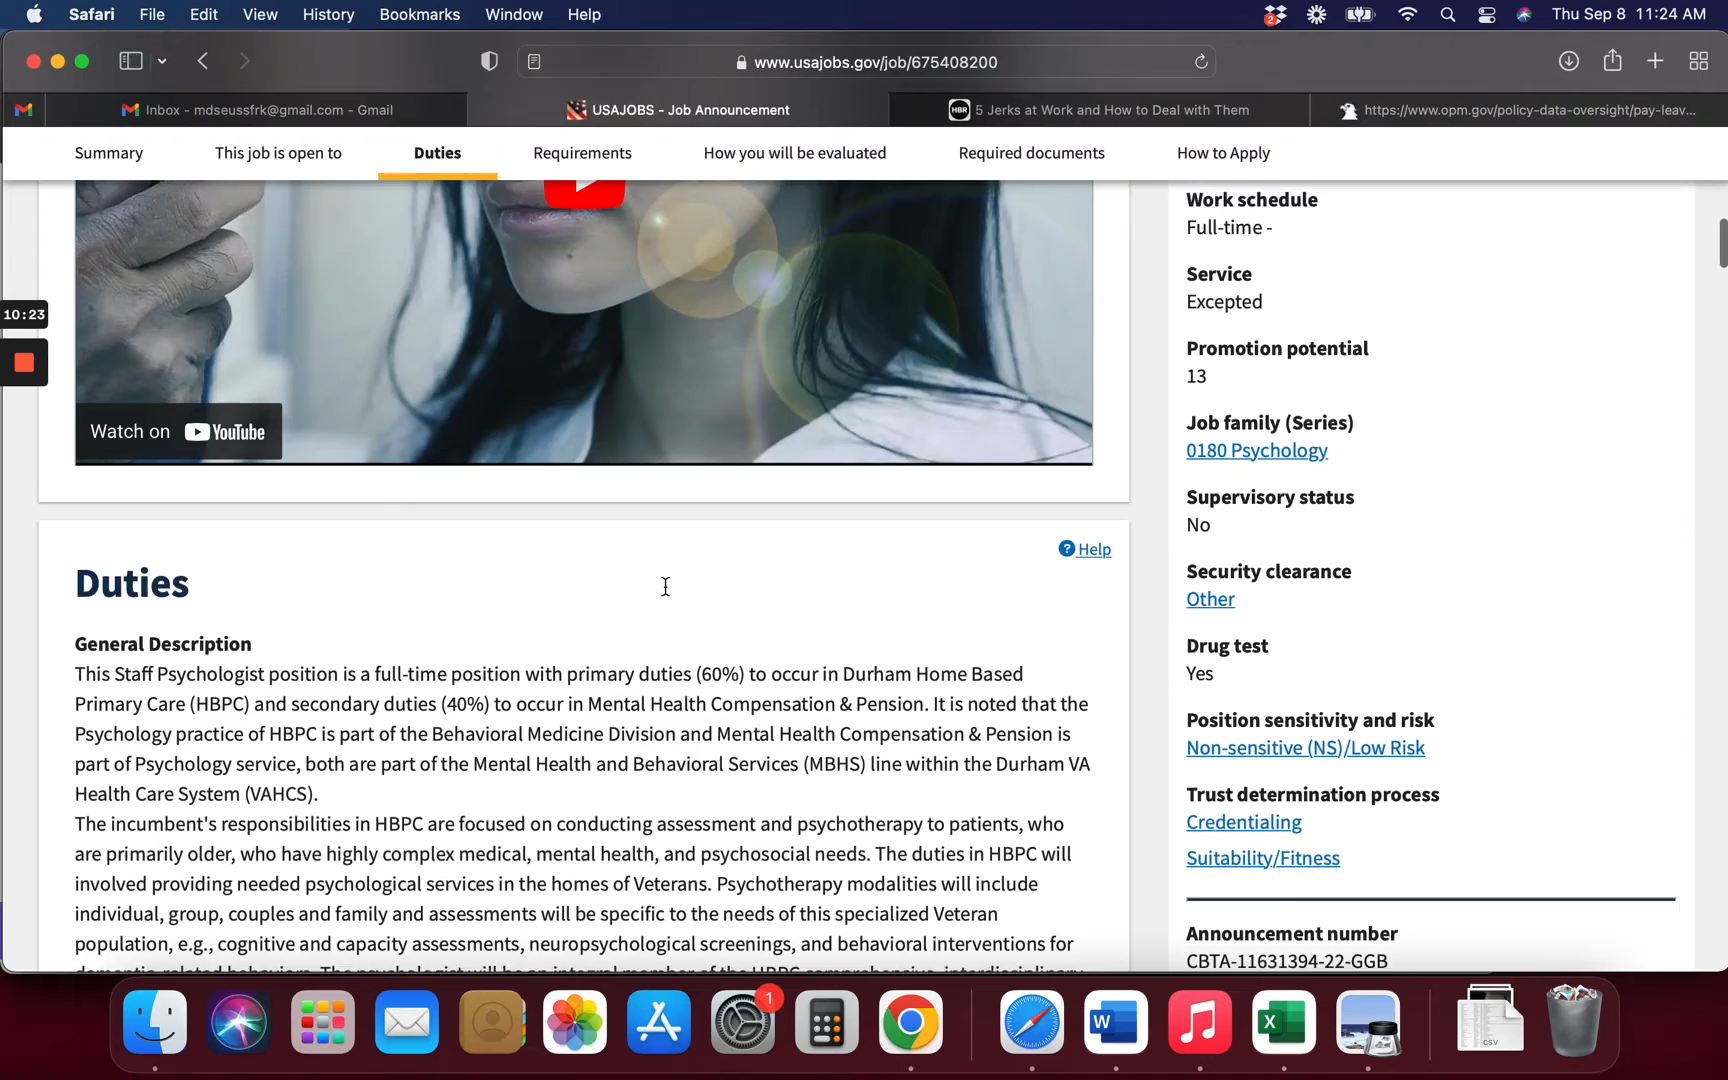 Safari File Edit View History Bookmarks Window Help
2
Thu Sep 8 11:24 AM
www.usajobs.gov/job/675408200
Inbox - mdseussfrk@gmail.com - Gmail
USAJOBS - Job Announcement
HBR 5 Jerks at Work and How to Deal with Them
https://www.opm.gov/policy-data-oversight/pay-leav...
Summary This job is open to Duties Requirements How you will be evaluated Required documents How to Apply
10:23
Watch on YouTube
Help
Duties
General Description
This Staff Psychologist position is a full-time position with primary duties (60%) to occur in Durham Home Based
Primary Care (HBPC) and secondary duties (40%) to occur in Mental Health Compensation & Pension. It is noted that the
Psychology practice of HBPC is part of the Behavioral Medicine Division and Mental Health Compensation & Pension is
part of Psychology service, both are part of the Mental Health and Behavioral Services (MBHS) line within the Durham VA
Health Care System (VAHCS).
The incumbent's responsibilities in HBPC are focused on conducting assessment and psychotherapy to patients, who
are primarily older, who have highly complex medical, mental health, and psychosocial needs. The duties in HBPC will
involved providing needed psychological services in the homes of Veterans. Psychotherapy modalities will include
individual, group, couples and family and assessments will be specific to the needs of this specialized Veteran
population, e.g., cognitive and capacity assessments, neuropsychological screenings, and behavioral interventions for
Work schedule
Full-time -
Service
Excepted
Promotion potential
13
Job family (Series)
0180 Psychology
Supervisory status
No
Security clearance
Other
Drug test
Yes
Position sensitivity and risk
Non-sensitive (NS)/Low Risk
Trust determination process
Credentialing
Suitability/Fitness
Announcement number
CBTA-11631394-22-GGB
1
W
X
CSV